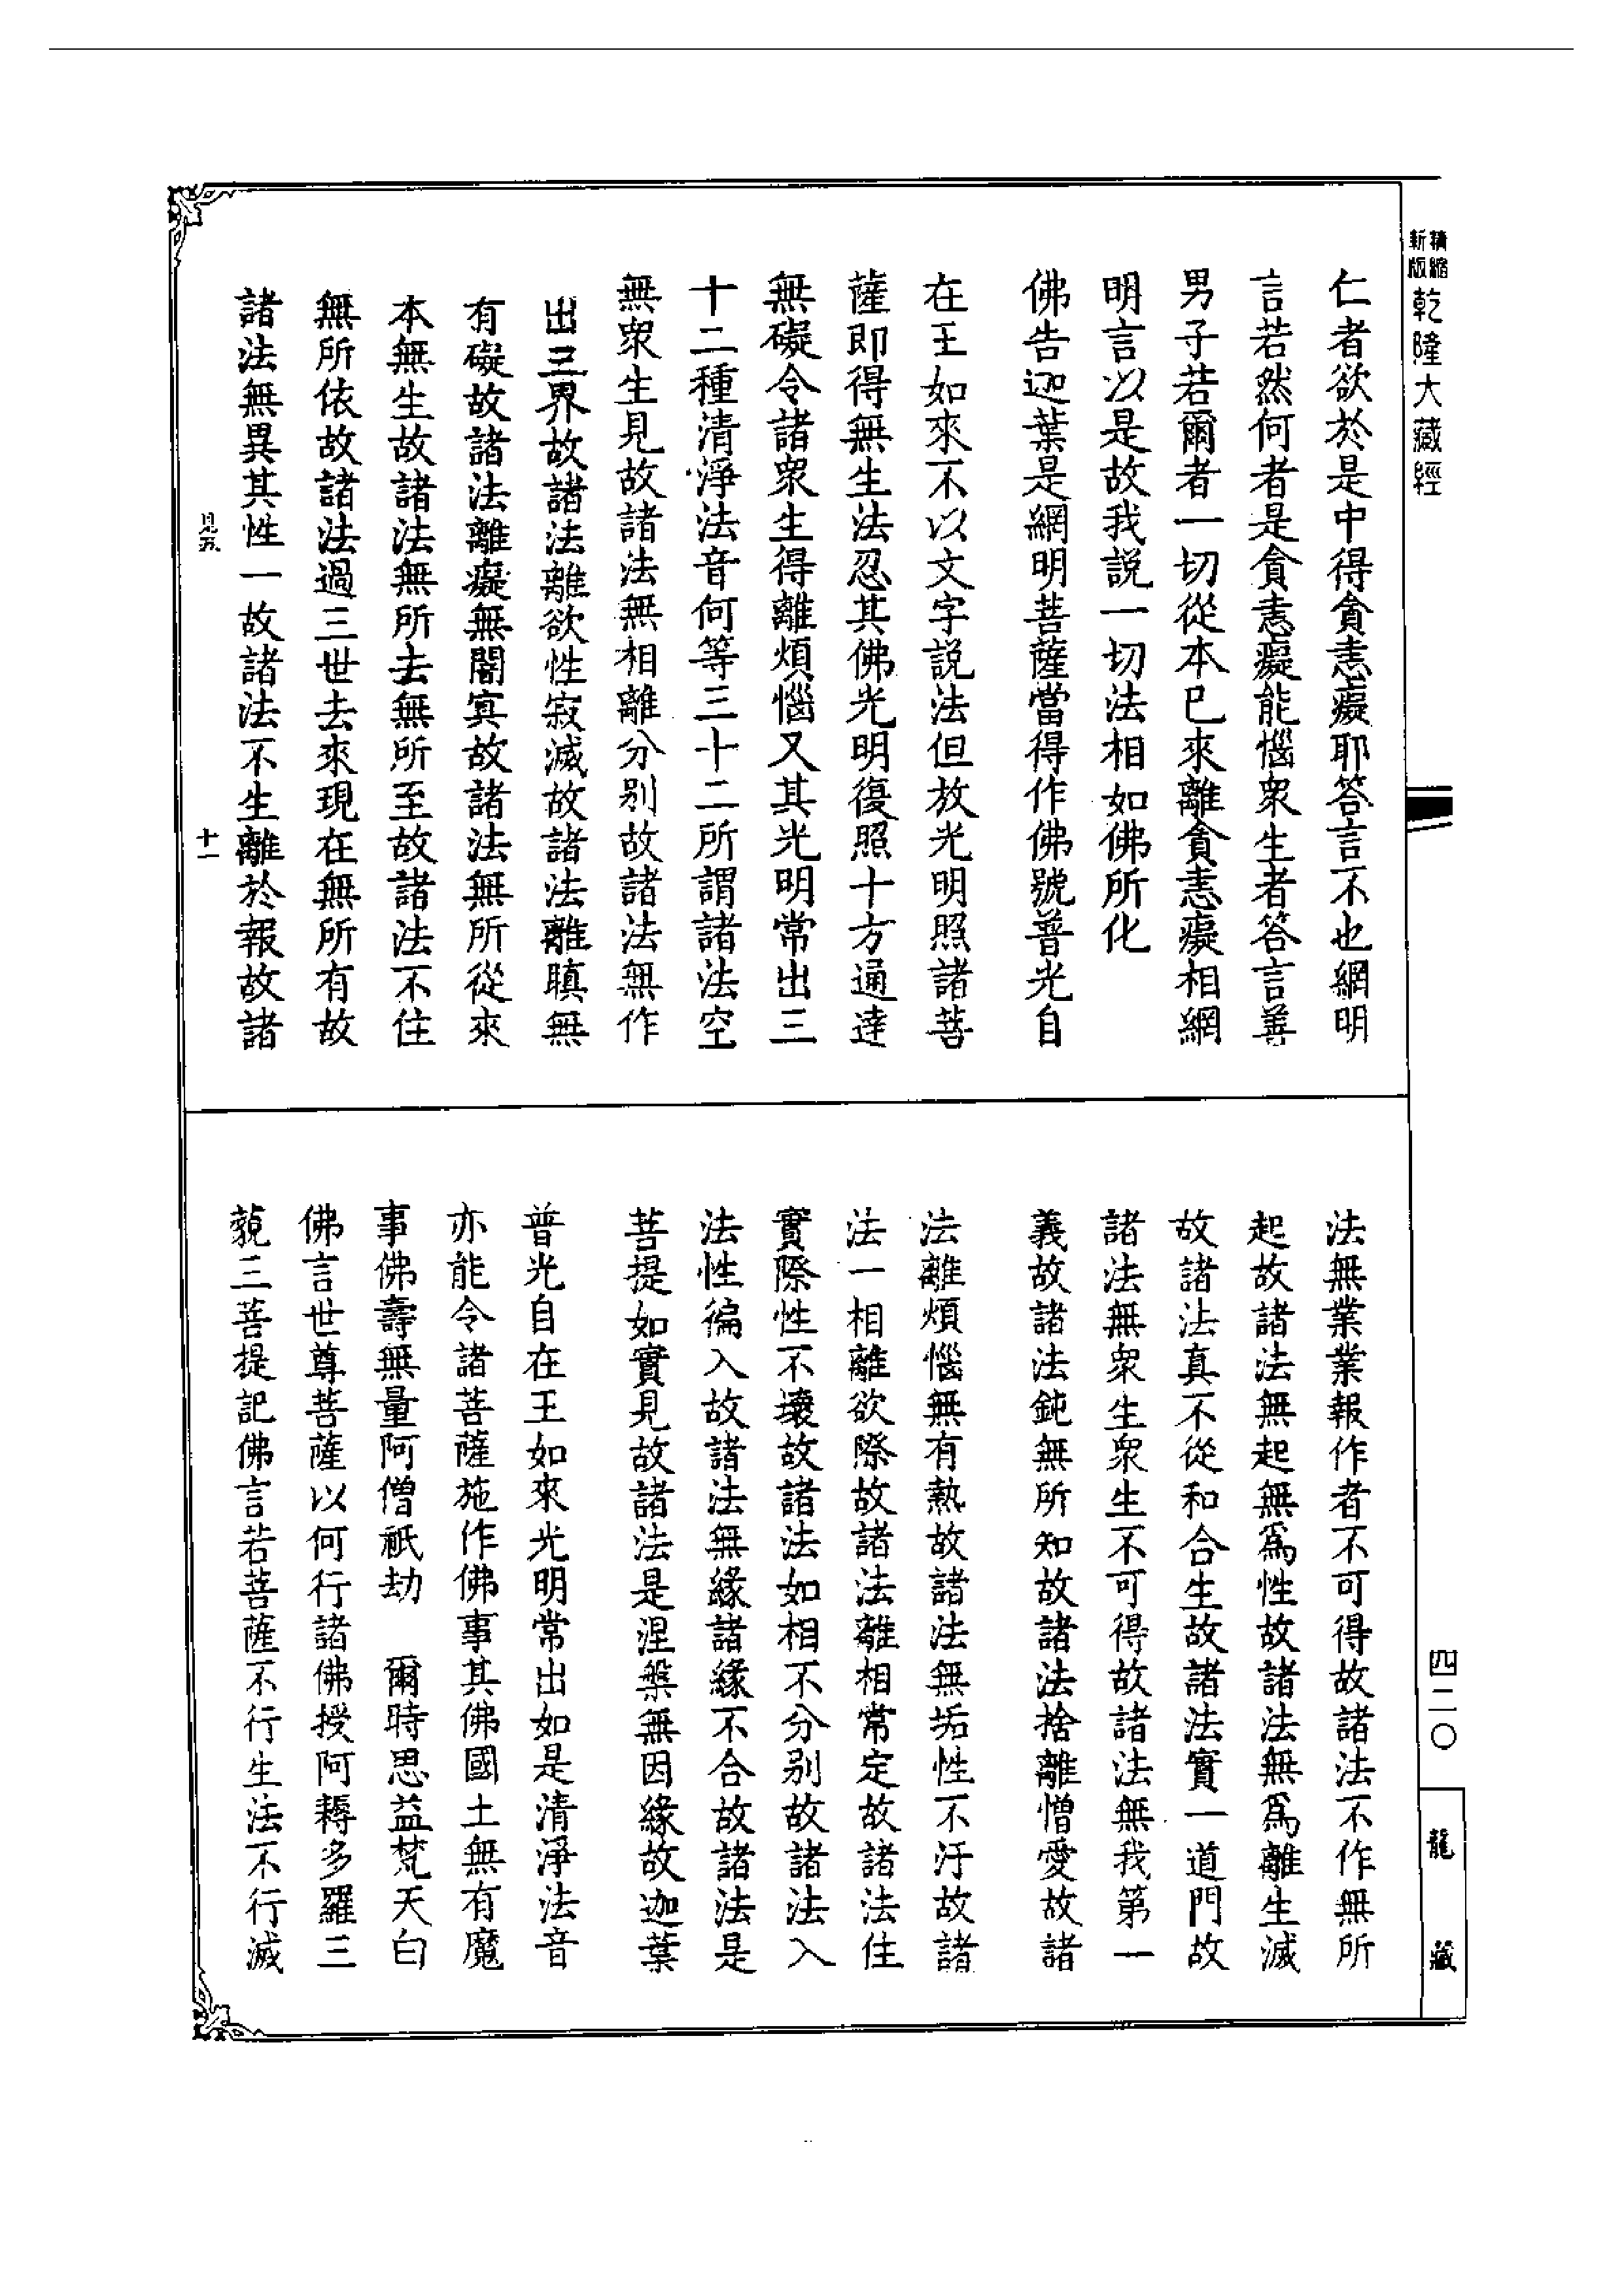 精縮新版乾隆大藏經
仁者欲於是中得貪恚癡耶答言不也網明
言若然何者是貪恚癡能惱衆生者答言善
男子若爾者一切從本已來離貪恚癡相網
明言以是故我說一切法相如佛所化
佛告迦葉是網明菩薩當得作佛號普光自
在王如來不以文字說法但放光明照諸菩
薩即得無生法忍其佛光明復照十方通達
無礙令諸衆生得離煩惱又其光明常出三
十二種清淨法音何等三十二所謂諸法空
無衆生見故諸法無相離分別故諸法無作
出三界故諸法離欲性寂滅故諸法離瞋無
有礙故諸法離癡無闇冥故諸法無所從來
本無生故諸法無所去無所至故諸法不住
無所依故諸法過三世去來現在無所有故
諸法無異其性一故諸法不生離於報故諸
見五 十一
法無業業報作者不可得故諸法不作無所
起故諸法無起無爲性故諸法無爲離生滅
故諸法真不從和合生故諸法實一道門故
諸法無衆生衆生不可得故諸法無我第一
義故諸法鈍無所知故諸法捨離憎愛故諸
法離煩惱無有熱故諸法無垢性不汙故諸
法一相離欲際故諸法離相常定故諸法住
實際性不壞故諸法如相不分別故諸法入
法性徧入故諸法無緣諸緣不合故諸法是
菩提如實見故諸法是涅槃無因緣故迦葉
普光自在王如來光明常出如是清淨法音
亦能令諸菩薩施作佛事其佛國土無有魔
事佛壽無量阿僧祇劫　爾時思益梵天白
佛言世尊菩薩以何行諸佛授阿耨多羅三
藐三菩提記佛言若菩薩不行生法不行滅
四二〇
龍藏